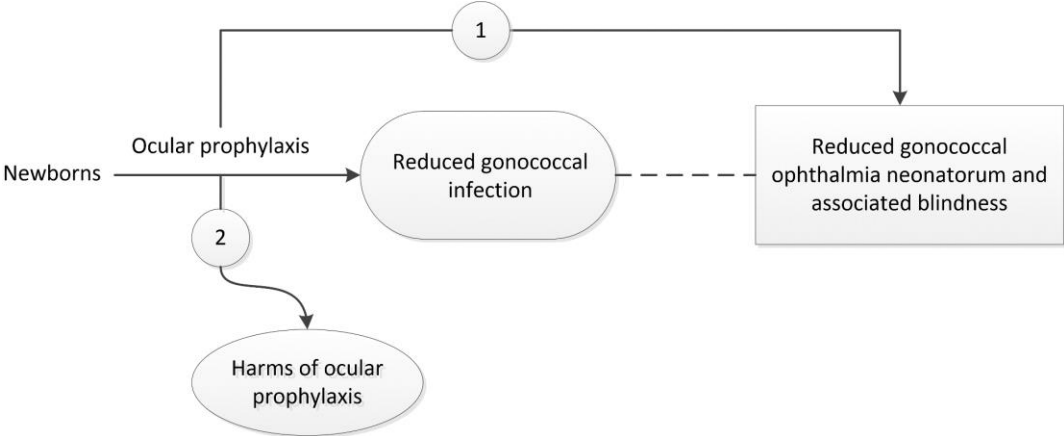 1
Ocular prophylaxis
Newborns
Reduced gonococcal
infection
Reduced gonococcal
ophthalmia neonatorum and
associated blindness
2
Harms of ocular
prophylaxis